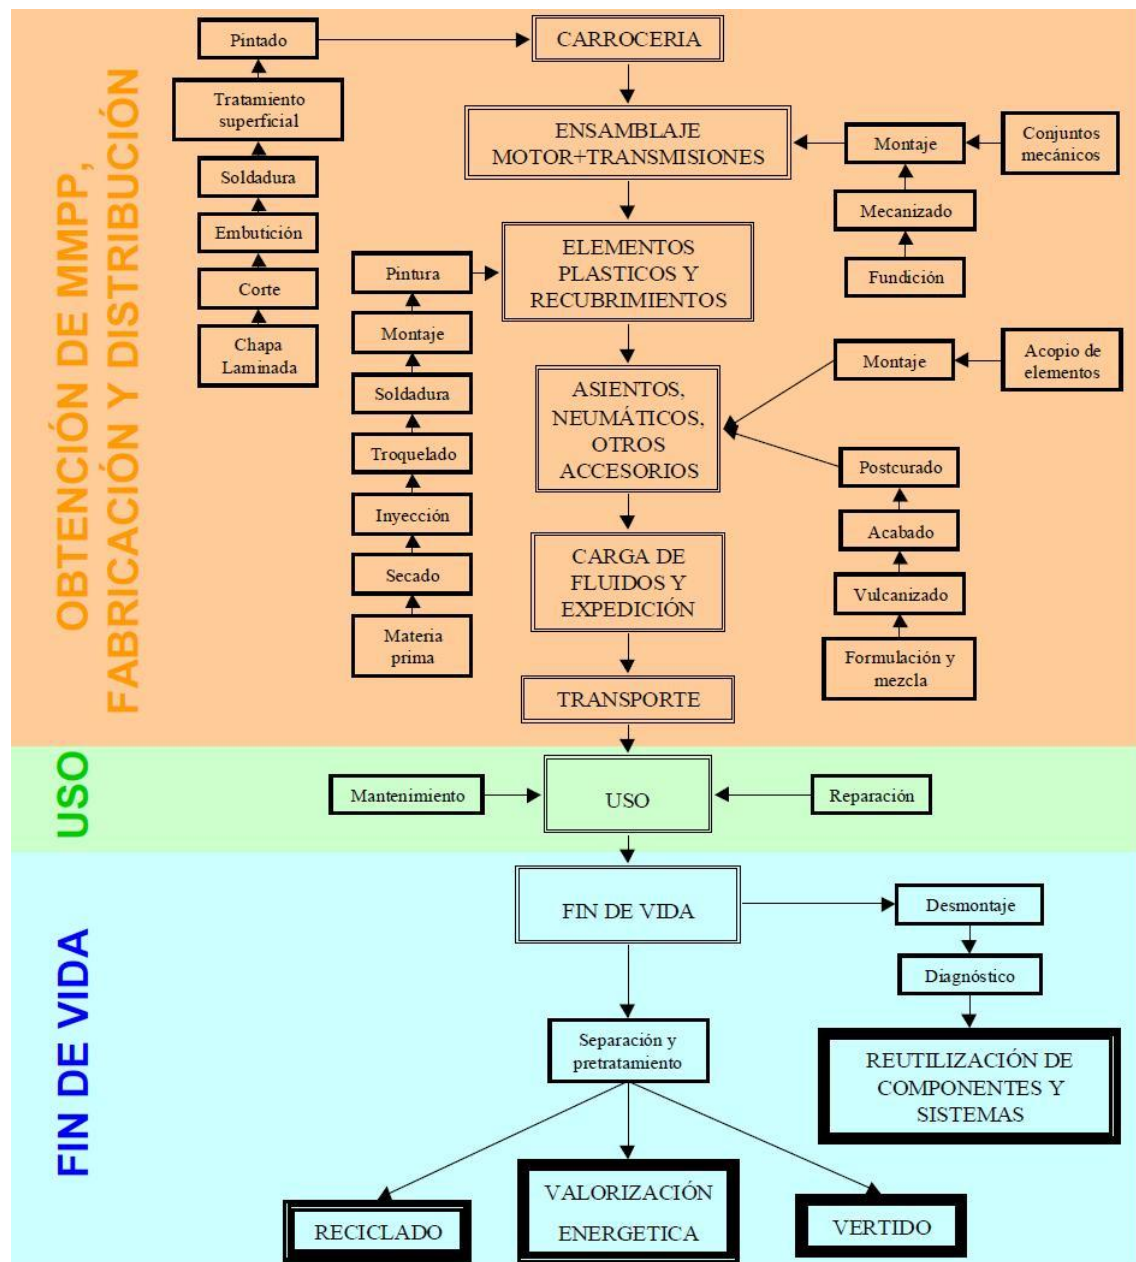 OBTENCIÓN DE MMPP,
FABRICACIÓN Y DISTRIBUCIÓN
Pintado
Tratamiento
superficial
Soldadura
Embutición
Corte
Chapa
Laminada
CARROCERIA
ENSAMBLAJE
MOTOR+TRANSMISIONES
Montaje
Conjuntos
mecánicos
Mecanizado
Fundición
ELEMENTOS
PLASTICOS Y
RECUBRIMIENTOS
Pintura
Montaje
Soldadura
Troquelado
Inyección
Secado
Materia
prima
ASIENTOS,
NEUMÁTICOS,
OTROS
ACCESORIOS
Montaje
Acopio de
elementos
Postcurado
Acabado
Vulcanizado
Formulación y
mezcla
CARGA DE
FLUIDOS Y
EXPEDICIÓN
TRANSPORTE
USO
Mantenimiento
USO
Reparación
FIN DE VIDA
FIN DE VIDA
Desmontaje
Diagnóstico
REUTILIZACIÓN DE
COMPONENTES Y
SISTEMAS
Separación y
pretratamiento
RECICLADO
VALORIZACIÓN
ENERGETICA
VERTIDO